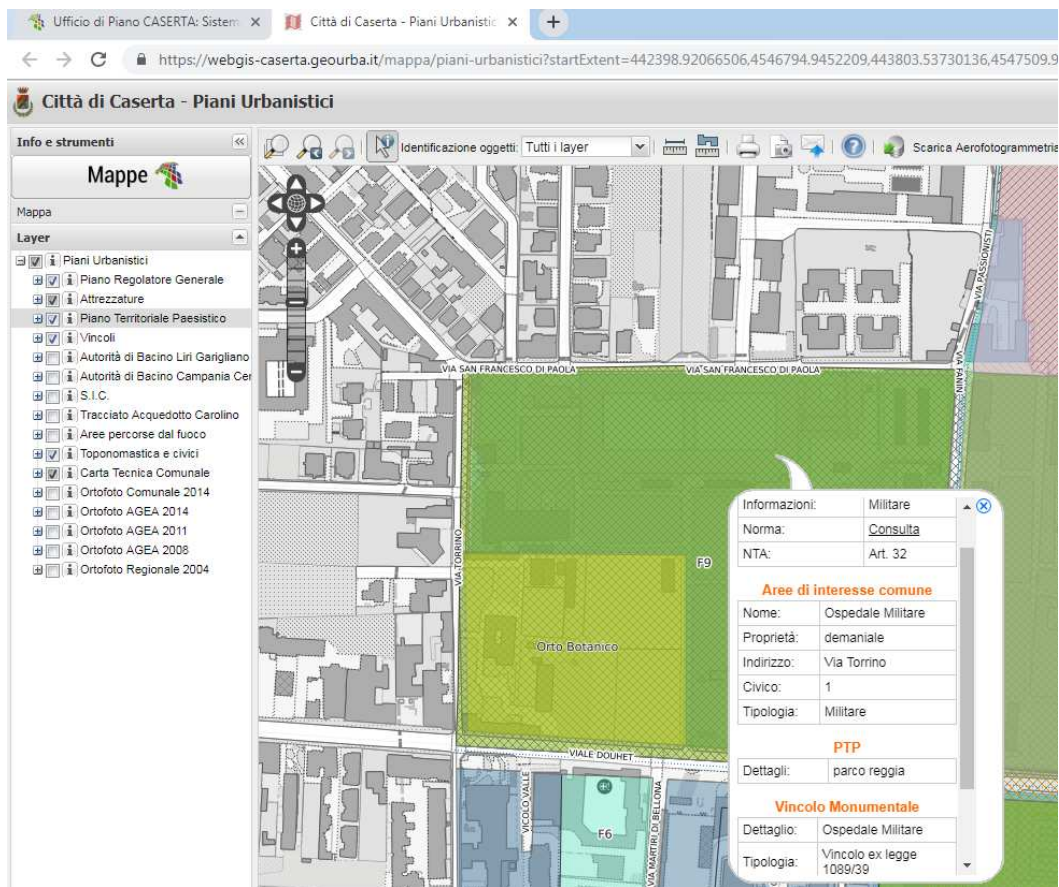 Ufficio di Piano CASERTA: Sistem
Città di Caserta - Piani Urbanistic
https://webgis-caserta.geourba.it/mappa/piani-urbanistici?startExtent=442398.92066506,4546794.9452209,443803.53730136,4547509.9
Città di Caserta - Piani Urbanistici
Info e strumenti
Identificazione oggetti: Tutti i layer
Scarica Aerofotogrammetria
Mappe
Mappa
Layer
Piani Urbanistici
Piano Regolatore Generale
Attrezzature
Piano Territoriale Paesistico
Vincoli
Autorità di Bacino Liri Garigliano
Autorità di Bacino Campania Cer
S.I.C.
Tracciato Acquedotto Carolino
Aree percorse dal fuoco
Toponomastica e civici
Carta Tecnica Comunale
Ortofoto Comunale 2014
Ortofoto AGEA 2014
Ortofoto AGEA 2011
Ortofoto AGEA 2008
Ortofoto Regionale 2004
VIA PASSIONISTI
VIA SAN FRANCESCO DI PAOLA
VIA SAN FRANCESCO DI PAOLA
VIA FANIN
VIA TORRINO
F9
Orto Botanico
VIALE DOUHET
VICOLO VALLE
F6
VIA MARTIRI DI BELLONA
Informazioni: Militare
Norma: Consulta
NTA: Art. 32
Aree di interesse comune
Nome: Ospedale Militare
Proprietà: demaniale
Indirizzo: Via Torrino
Civico: 1
Tipologia: Militare
PTP
Dettagli: parco reggia
Vincolo Monumentale
Dettaglio: Ospedale Militare
Tipologia: Vincolo ex legge
1089/39